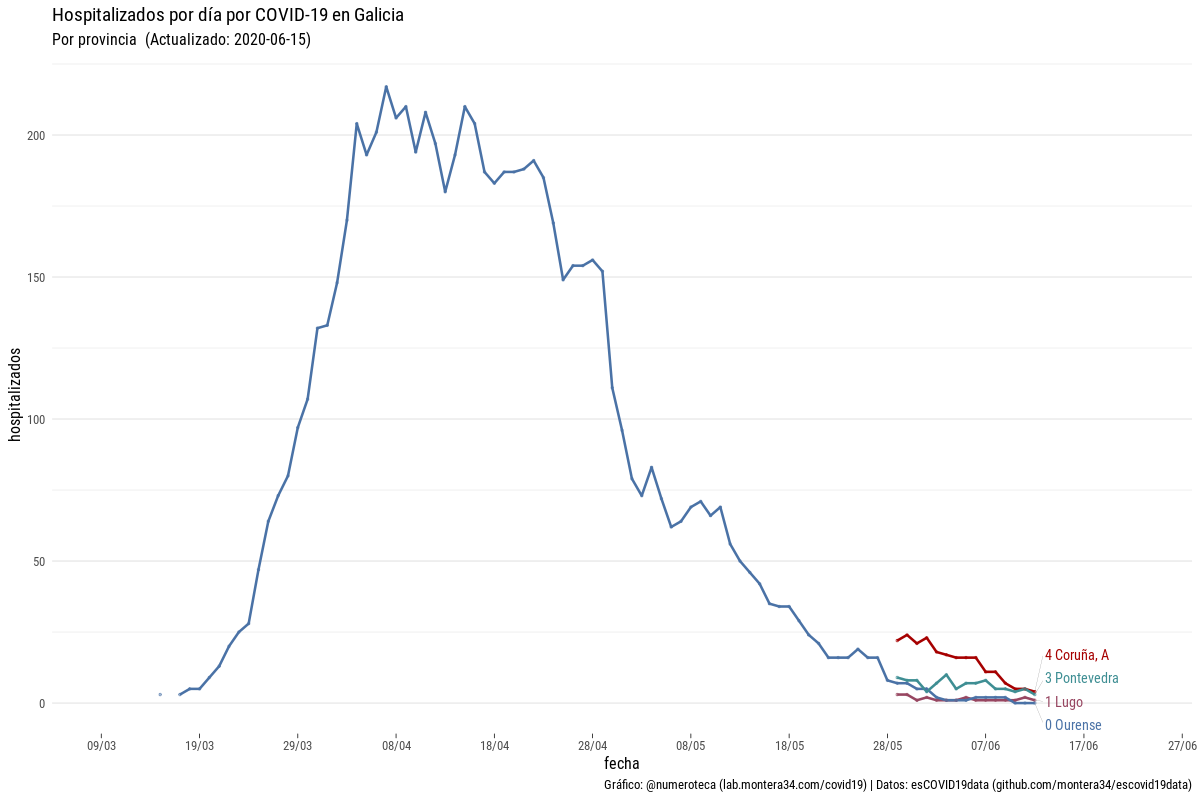 Hospitalizados por día por COVID-19 en Galicia
Por provincia (Actualizado: 2020-06-15)
hospitalizados
200
150
100
50
0
4 Coruña, A
3 Pontevedra
1 Lugo
0 Ourense
09/03 19/03 29/03 08/04 18/04 28/04 08/05 18/05 28/05 07/06 17/06 27/06
fecha
Gráfico: @numeroteca (lab.montera34.com/covid19) | Datos: esCOVID19data (github.com/montera34/escovid19data)